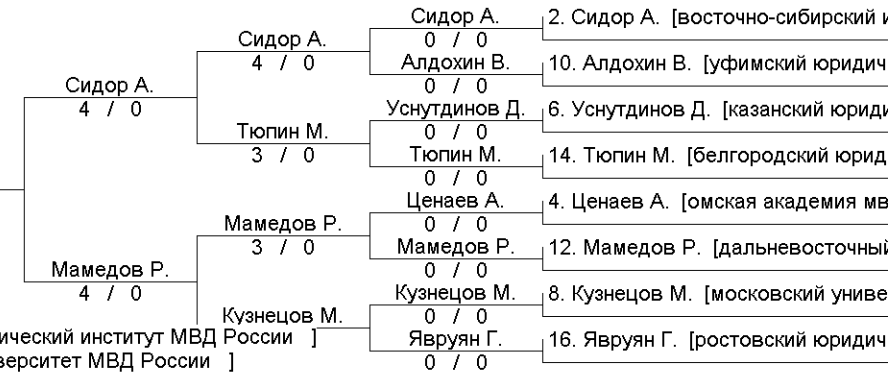 Сидор А.
2. Сидор А. [восточно-сибирский
Сидор А.
0 / 0
4 / 0
Алдохин В.
10. Алдохин В. [уфимский юридич
Сидор А.
0 / 0
4 / 0
Уснутдинов Д.
6. Уснутдинов Д. [казанский юриди
Тюпин М.
0 / 0
3 / 0
Тюпин М.
14. Тюпин М. [белгородский юрид
0 / 0
Ценаев А.
4. Ценаев А. [омская академия мв
Мамедов Р.
0 / 0
3 / 0
Мамедов Р.
12. Мамедов Р. [дальневосточный
Мамедов Р.
0 / 0
4 / 0
Кузнецов М.
8. Кузнецов М. [московский униве
Кузнецов М.
0 / 0
ический институт МВД России ]
Явруян Г.
16. Явруян Г. [ростовский юридич
верситет МВД России ]
0 / 0